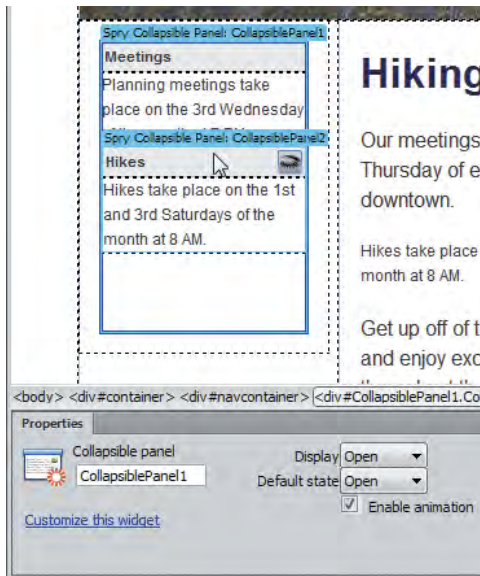 Spry Collapsible Panel: CollapsiblePanel1
Meetings
Planning meetings take
place on the 3rd Wednesday
Spry Collapsible Panel: CollapsiblePanel2
Hikes
Hikes take place on the 1st
and 3rd Saturdays of the
month at 8 AM.
Hiking
Our meetings
Thursday of e
downtown.
Hikes take place
month at 8 AM.
Get up off of t
and enjoy exc
<body> <div#container> <div#navcontainer> <div#CollapsiblePanel1.Co
Properties
Collapsible panel
CollapsiblePanel1
Display Open
Default state Open
Enable animation
Customize this widget